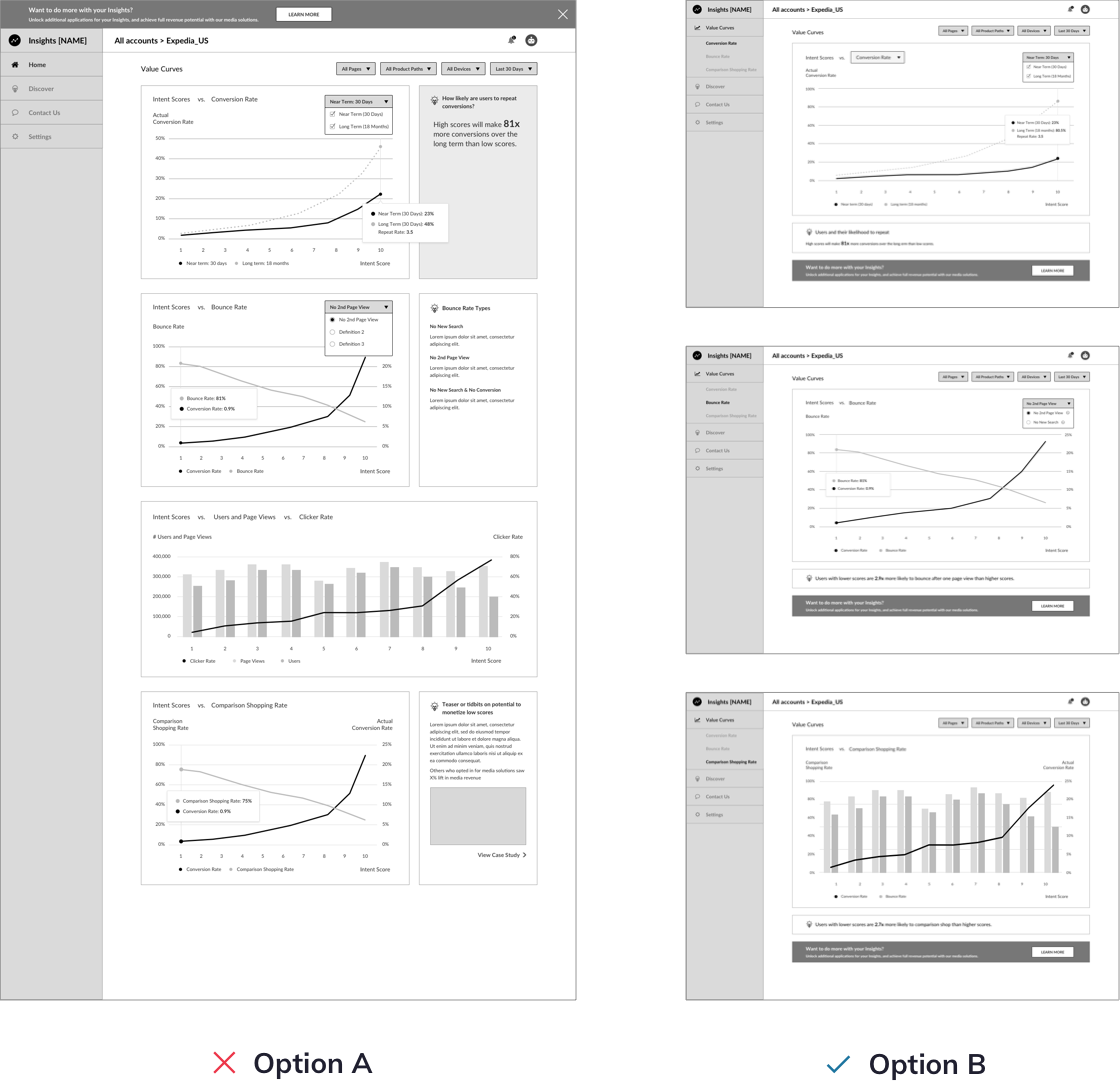 Want to do more with your Insights?
Unlock additional applications for your Insights, and achieve full revenue potential with our media solutions.
LEARN MORE
Insights [NAME]
All accounts > Expedia_US
Home
Discover
Contact Us
Settings
Value Curves
All Pages
All Product Paths
All Devices
Last 30 Days
Intent Scores vs. Conversion Rate
Near Term: 30 Days
Near Term (30 Days)
Long Term (18 Months)
Actual
Conversion Rate
50%
40%
30%
20%
10%
0%
1 2 3 4 5 6 7 8 9 10
Near Term (30 Days): 23%
Long Term (30 Days): 48%
Repeat Rate: 3.5
Near term: 30 days
Long term: 18 months
Intent Score
How likely are users to repeat
conversions?
High scores will make 81x
more conversions over the
long term than low scores.
Intent Scores vs. Bounce Rate
No 2nd Page View
No 2nd Page View
Definition 2
Definition 3
Bounce Rate
100%
80%
60%
40%
20%
0%
20%
15%
10%
5%
0%
Bounce Rate: 81%
Conversion Rate: 0.9%
1 2 3 4 5 6 7 8 9 10
Conversion Rate
Bounce Rate
Intent Score
Bounce Rate Types
No New Search
Lorem ipsum dolor sid amet, consectetur
adipiscing elit.
No 2nd Page View
Lorem ipsum dolor sid amet, consectetur
adipiscing elit.
No New Search & No Conversion
Lorem ipsum dolor sid amet, consectetur
adipiscing elit.
Intent Scores vs. Users and Page Views vs. Clicker Rate
# Users and Page Views
Clicker Rate
400,000
300,000
200,000
100,000
0
80%
60%
40%
20%
0%
1 2 3 4 5 6 7 8 9 10
Clicker Rate
Page Views
Users
Intent Score
Intent Scores vs. Comparison Shopping Rate
Comparison
Shopping Rate
Actual
Conversion Rate
100%
80%
60%
40%
20%
0%
25%
20%
15%
10%
5%
0%
Comparison Shopping Rate: 75%
Conversion Rate: 0.9%
1 2 3 4 5 6 7 8 9 10
Conversion Rate
Comparison Shopping Rate
Intent Score
Teaser or tidbits on potential to
monetize low scores
Lorem ipsum dolor sit amet, consectetur
adipiscing elit, sed do eiusmod tempor
incididunt ut labore et dolore magna aliqua.
Ut enim ad minim veniam, quis nostrud
exercitation ullamco laboris nisi ut aliquip ex
ea commodo consequat.
Others who opted in for media solutions saw
X% lift in media revenue
View Case Study
Option A
Insights [NAME]
All accounts > Expedia_US
Value Curves
Conversion Rate
Bounce Rate
Comparison Shopping Rate
Discover
Contact Us
Settings
Value Curves
All Pages
All Product Paths
All Devices
Last 30 Days
Intent Scores vs. Conversion Rate
Near Term: 30 Days
Near Term (30 Days)
Long Term (18 Months)
Actual
Conversion Rate
100%
80%
60%
40%
20%
0%
Near Term (30 Days): 23%
Long Term (18 months): 80.5%
Repeat Rate: 3.5
1 2 3 4 5 6 7 8 9 10
Near term (30 days)
Long-term (18 months)
Intent Score
Users and their likelihood to repeat
High scores will make 81x more conversion over the long arm than low scores.
Want to do more with your Insights?
Unlock additional applications for your Insights, and achieve full revenue potential with our media solutions.
LEARN MORE
Insights [NAME]
All accounts > Expedia_US
Value Curves
Conversion Rate
Bounce Rate
Comparison Shopping Rate
Discover
Contact Us
Settings
Value Curves
All Pages
All Product Paths
All Devices
Last 30 Days
Intent Scores vs. Bounce Rate
No 2nd Page View
No 2nd Page View
No New Search
Bounce Rate
100%
80%
60%
40%
20%
0%
25%
20%
15%
10%
5%
0%
Conversion Rate: 0.9%
1 2 3 4 5 6 7 8 9 10
Conversion Rate
Bounce Rate
Intent Score
Users with lower scores are 2.9x more likely to bounce after one page view than higher scores.
Want to do more with your Insights?
Unlock additional applications for your Insights, and achieve full revenue potential with our media solutions.
LEARN MORE
Insights [NAME]
All accounts > Expedia_US
Value Curves
Conversion Rate
Bounce Rate
Comparison Shopping Rate
Discover
Contact Us
Settings
Value Curves
All Pages
All Product Paths
All Devices
Last 30 Days
Intent Scores vs. Comparison Shopping Rate
Comparison
Shopping Rate
Actual
Conversion Rate
100%
80%
60%
40%
20%
0%
25%
20%
15%
10%
5%
0%
1 2 3 4 5 6 7 8 9 10
Conversion Rate
Bounce Rate
Intent Score
Users with lower scores are 2.7x more likely to comparison shop than higher scores.
Want to do more with your Insights?
Unlock additional applications for your Insights, and achieve full revenue potential with our media solutions.
LEARN MORE
Option B